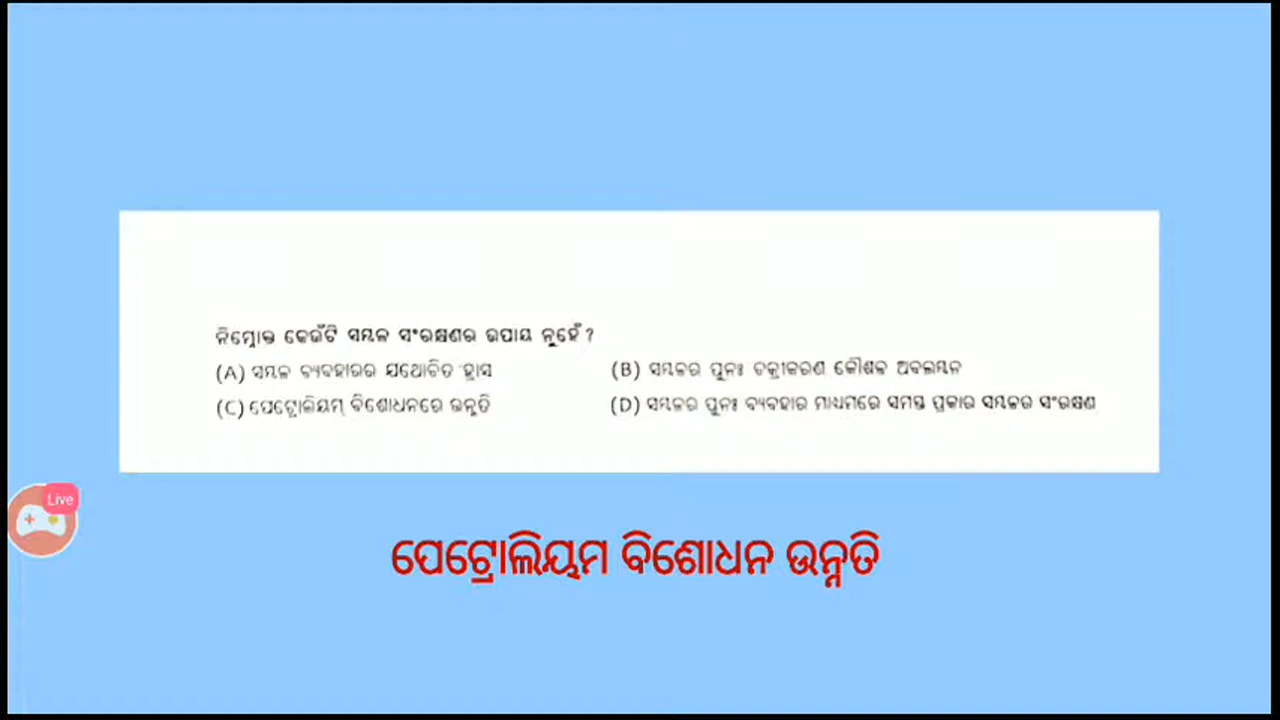 ନିମ୍ନୋକ୍ତ କେଉଁଟି ସମ୍ବଳ ସଂରକ୍ଷଣର ଉପାୟ ନୁହେଁ ?
(A) ସମ୍ବଳ ବ୍ୟବହାରର ଯଥୋଚିତ ହ୍ରାସ (B) ସମ୍ବଳର ପୁନଃ ଚକ୍ରୀକରଣ କୌଶଳ ଅବଲମ୍ବନ
(C) ପେଟ୍ରୋଲିୟମ୍ ବିଶୋଧନରେ ଉନ୍ନତି (D) ସମ୍ବଳର ପୁନଃ ବ୍ୟବହାର ମାଧ୍ୟମରେ ସମସ୍ତ ପ୍ରକାର ସମ୍ବଳର ସଂରକ୍ଷଣ
Live
ପେଟ୍ରୋଲିୟମ ବିଶୋଧନ ଉନ୍ନତି